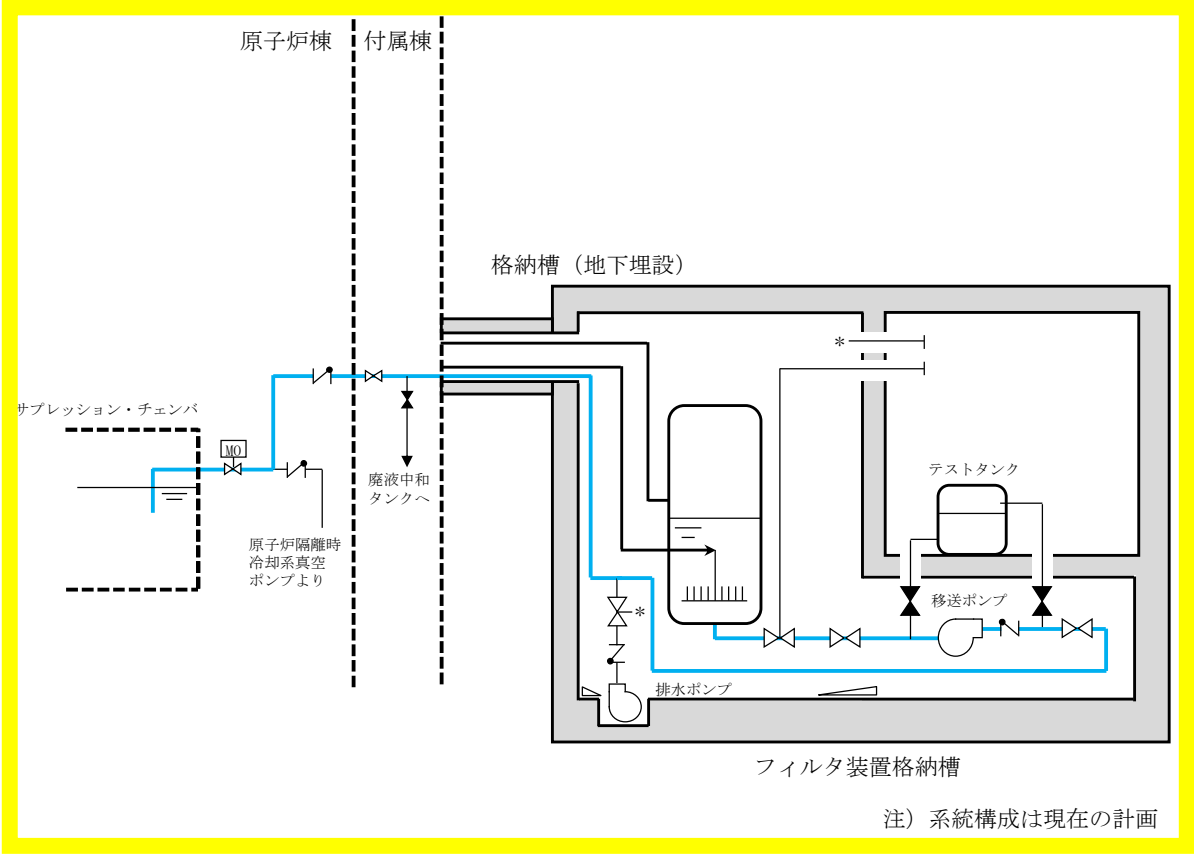 原子炉棟
付属棟
格納槽（地下埋設）
*
サプレッション・チェンバ
MO
廃液中和
タンクへ
原子炉隔離時
冷却系真空
ポンプより
テストタンク
移送ポンプ
*
排水ポンプ
フィルタ装置格納槽
注）系統構成は現在の計画